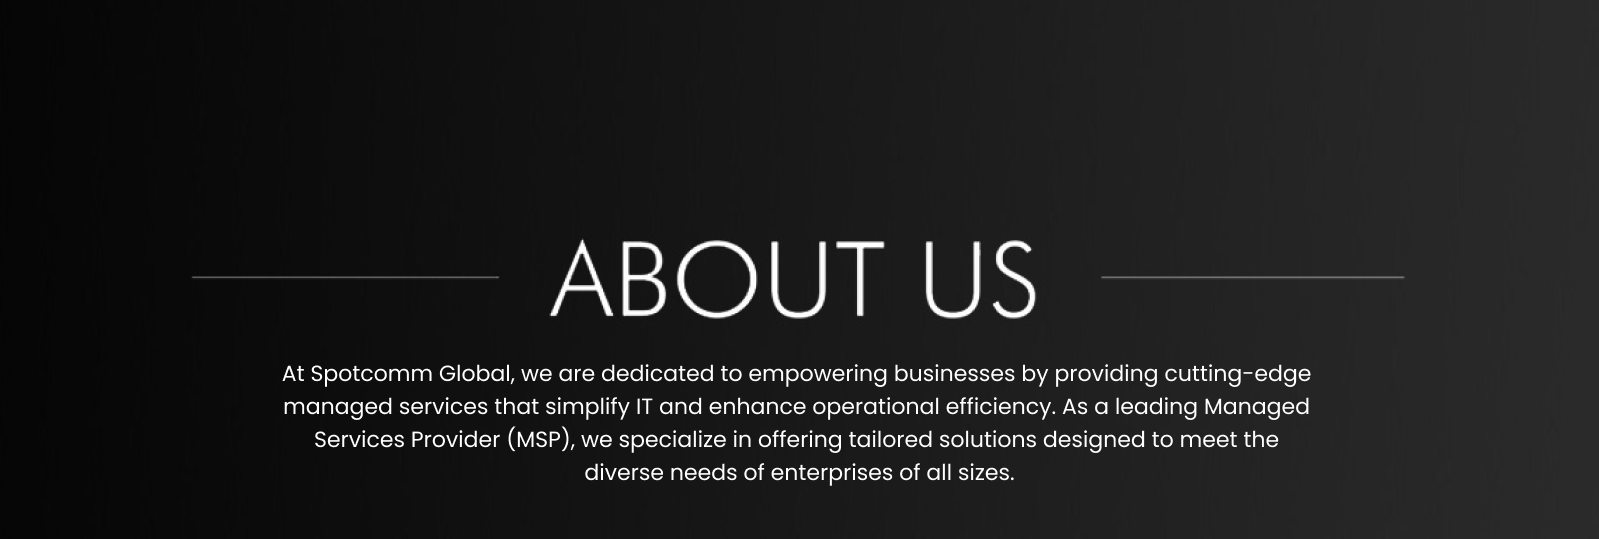 ABOUT US
At Spotcomm Global, we are dedicated to empowering businesses by providing cutting-edge
managed services that simplify IT and enhance operational efficiency. As a leading Managed
Services Provider (MSP), we specialize in offering tailored solutions designed to meet the
diverse needs of enterprises of all sizes.